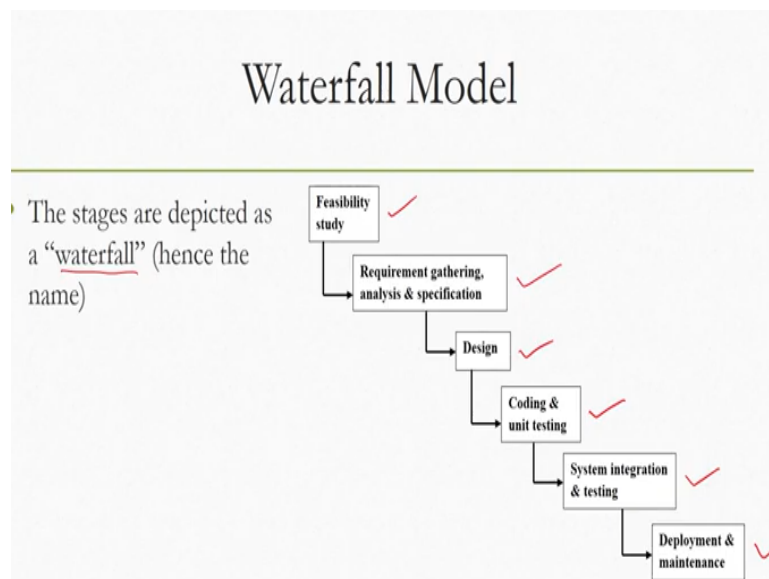 Waterfall Model
The stages are depicted as
a “waterfall” (hence the
name)
Feasibility
study
Requirement gathering,
analysis & specification
Design
Coding &
unit testing
System integration
& testing
Deployment &
maintenance